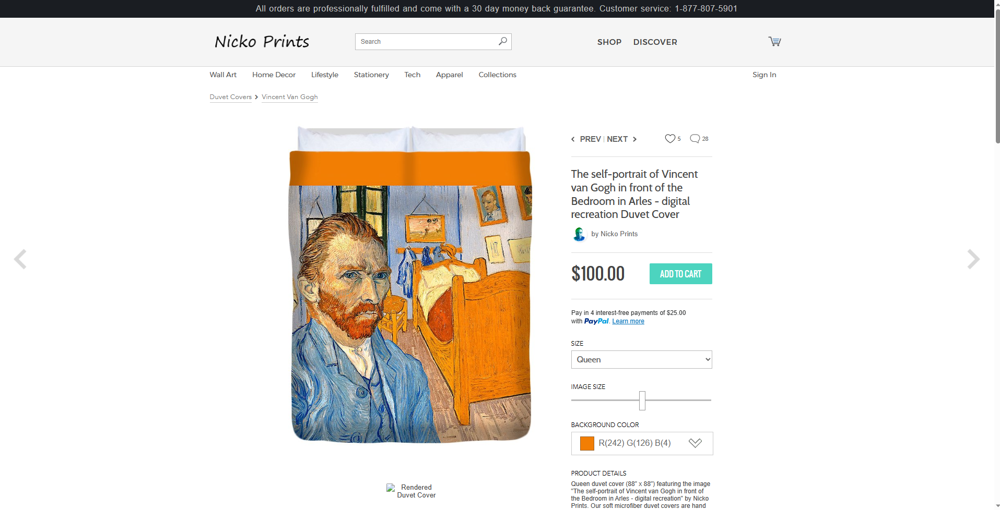 All orders are professionally fulfilled and come with a 30 day money back guarantee. Customer service: 1-877-807-5901
Nicko Prints
Search
SHOP
DISCOVER
Wall Art
Home Decor
Lifestyle
Stationery
Tech
Apparel
Collections
Sign In
Duvet Covers
Vincent Van Gogh
PREV | NEXT
5
28
The self-portrait of Vincent
van Gogh in front of the
Bedroom in Arles - digital
recreation Duvet Cover
by Nicko Prints
$100.00
ADD TO CART
Pay in 4 interest-free payments of $25.00
with PayPal. Learn more
SIZE
Queen
IMAGE SIZE
BACKGROUND COLOR
R(242) G(126) B(4)
PRODUCT DETAILS
Queen duvet cover (88" x 88") featuring the image
"The self-portrait of Vincent van Gogh in front of
the Bedroom in Arles - digital recreation" by Nicko
Prints. Our soft microfiber duvet covers are hand
Rendered
Duvet Cover